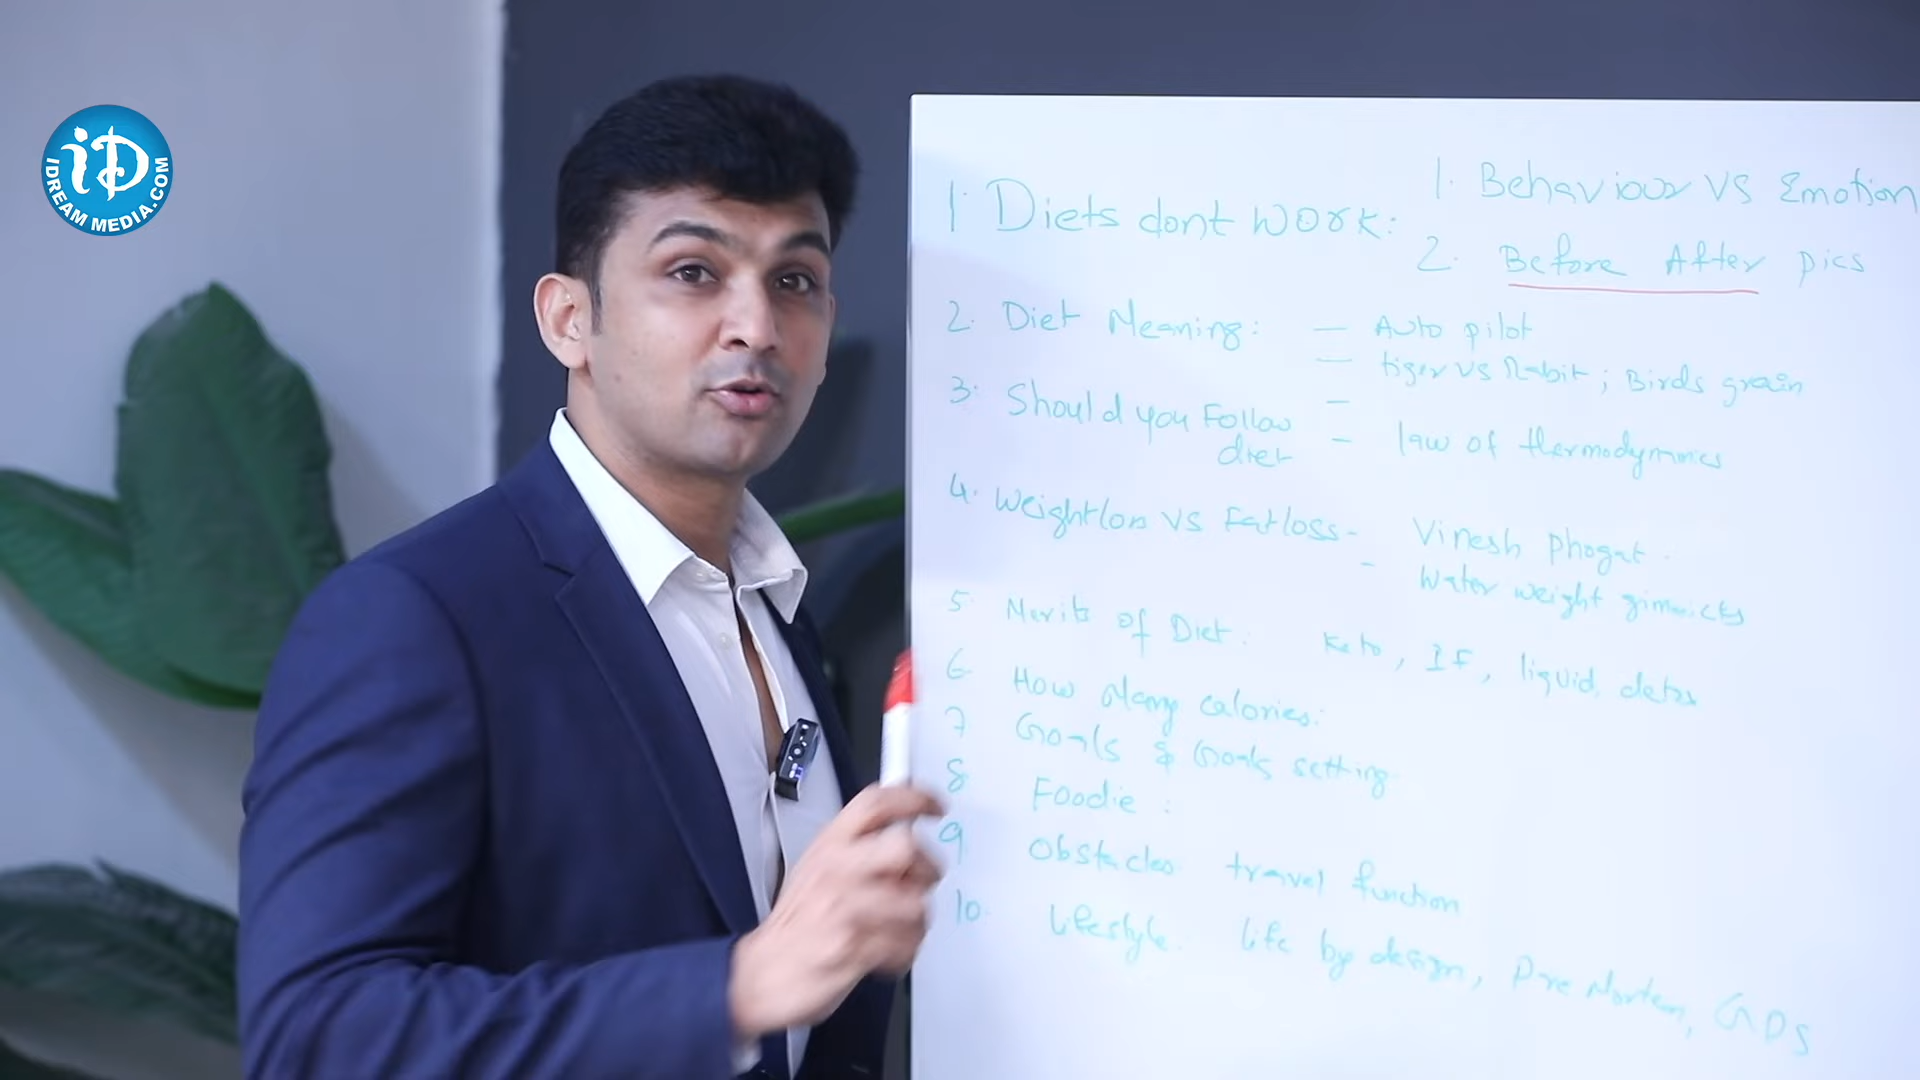 iD
IDREAM MEDIA.COM
1. Diets dont work:
1. Behaviour VS Emotion
2. Before After pics
2. Diet Meaning: - Auto pilot
- tiger vs Rabit ; Birds grain
3. Should you Follow diet -
- law of thermodynamics
4. Weightloss VS Fatloss - Vinesh phogat.
- Water weight gimmicks
5. Merits of Diet: Keto, IF, liquid, detox
6 How Many calories:
7 Goals & Goals setting
8 Foodie :
9 Obstacles travel function
10. lifestyle. life by design, Pre Mortem, GPS